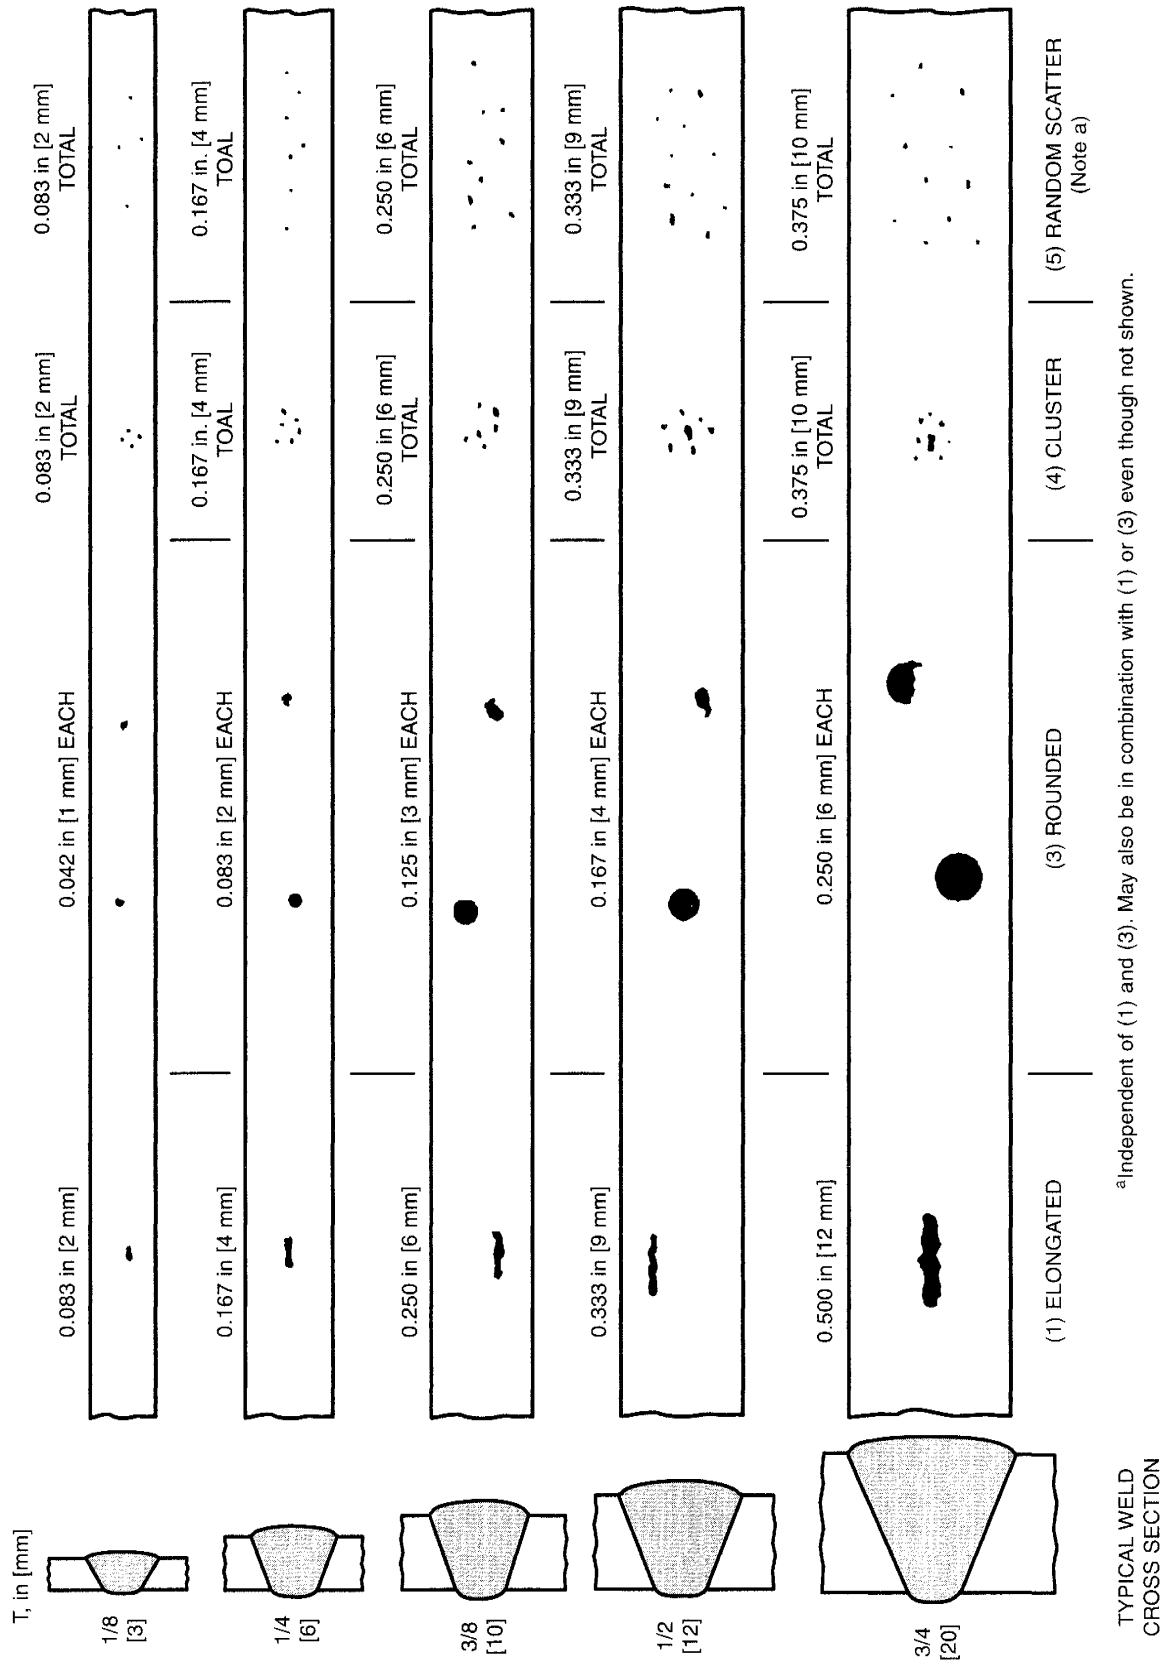 T, in [mm]
1/8
[3]
0.083 in [2 mm]
0.042 in [1 mm] EACH
0.083 in [2 mm]
TOTAL
0.083 in [2 mm]
TOTAL
1/4
[6]
0.167 in [4 mm]
0.083 in [2 mm] EACH
0.167 in. [4 mm]
TOAL
0.167 in. [4 mm]
TOAL
3/8
[10]
0.250 in [6 mm]
0.125 in [3 mm] EACH
0.250 in [6 mm]
TOTAL
0.250 in [6 mm]
TOTAL
1/2
[12]
0.333 in [9 mm]
0.167 in [4 mm] EACH
0.333 in [9 mm]
TOTAL
0.333 in [9 mm]
TOTAL
3/4
[20]
0.500 in [12 mm]
0.250 in [6 mm] EACH
0.375 in [10 mm]
TOTAL
0.375 in [10 mm]
TOTAL
TYPICAL WELD
CROSS SECTION
(1) ELONGATED
(3) ROUNDED
(4) CLUSTER
(5) RANDOM SCATTER
(Note a)
aIndependent of (1) and (3). May also be in combination with (1) or (3) even though not shown.